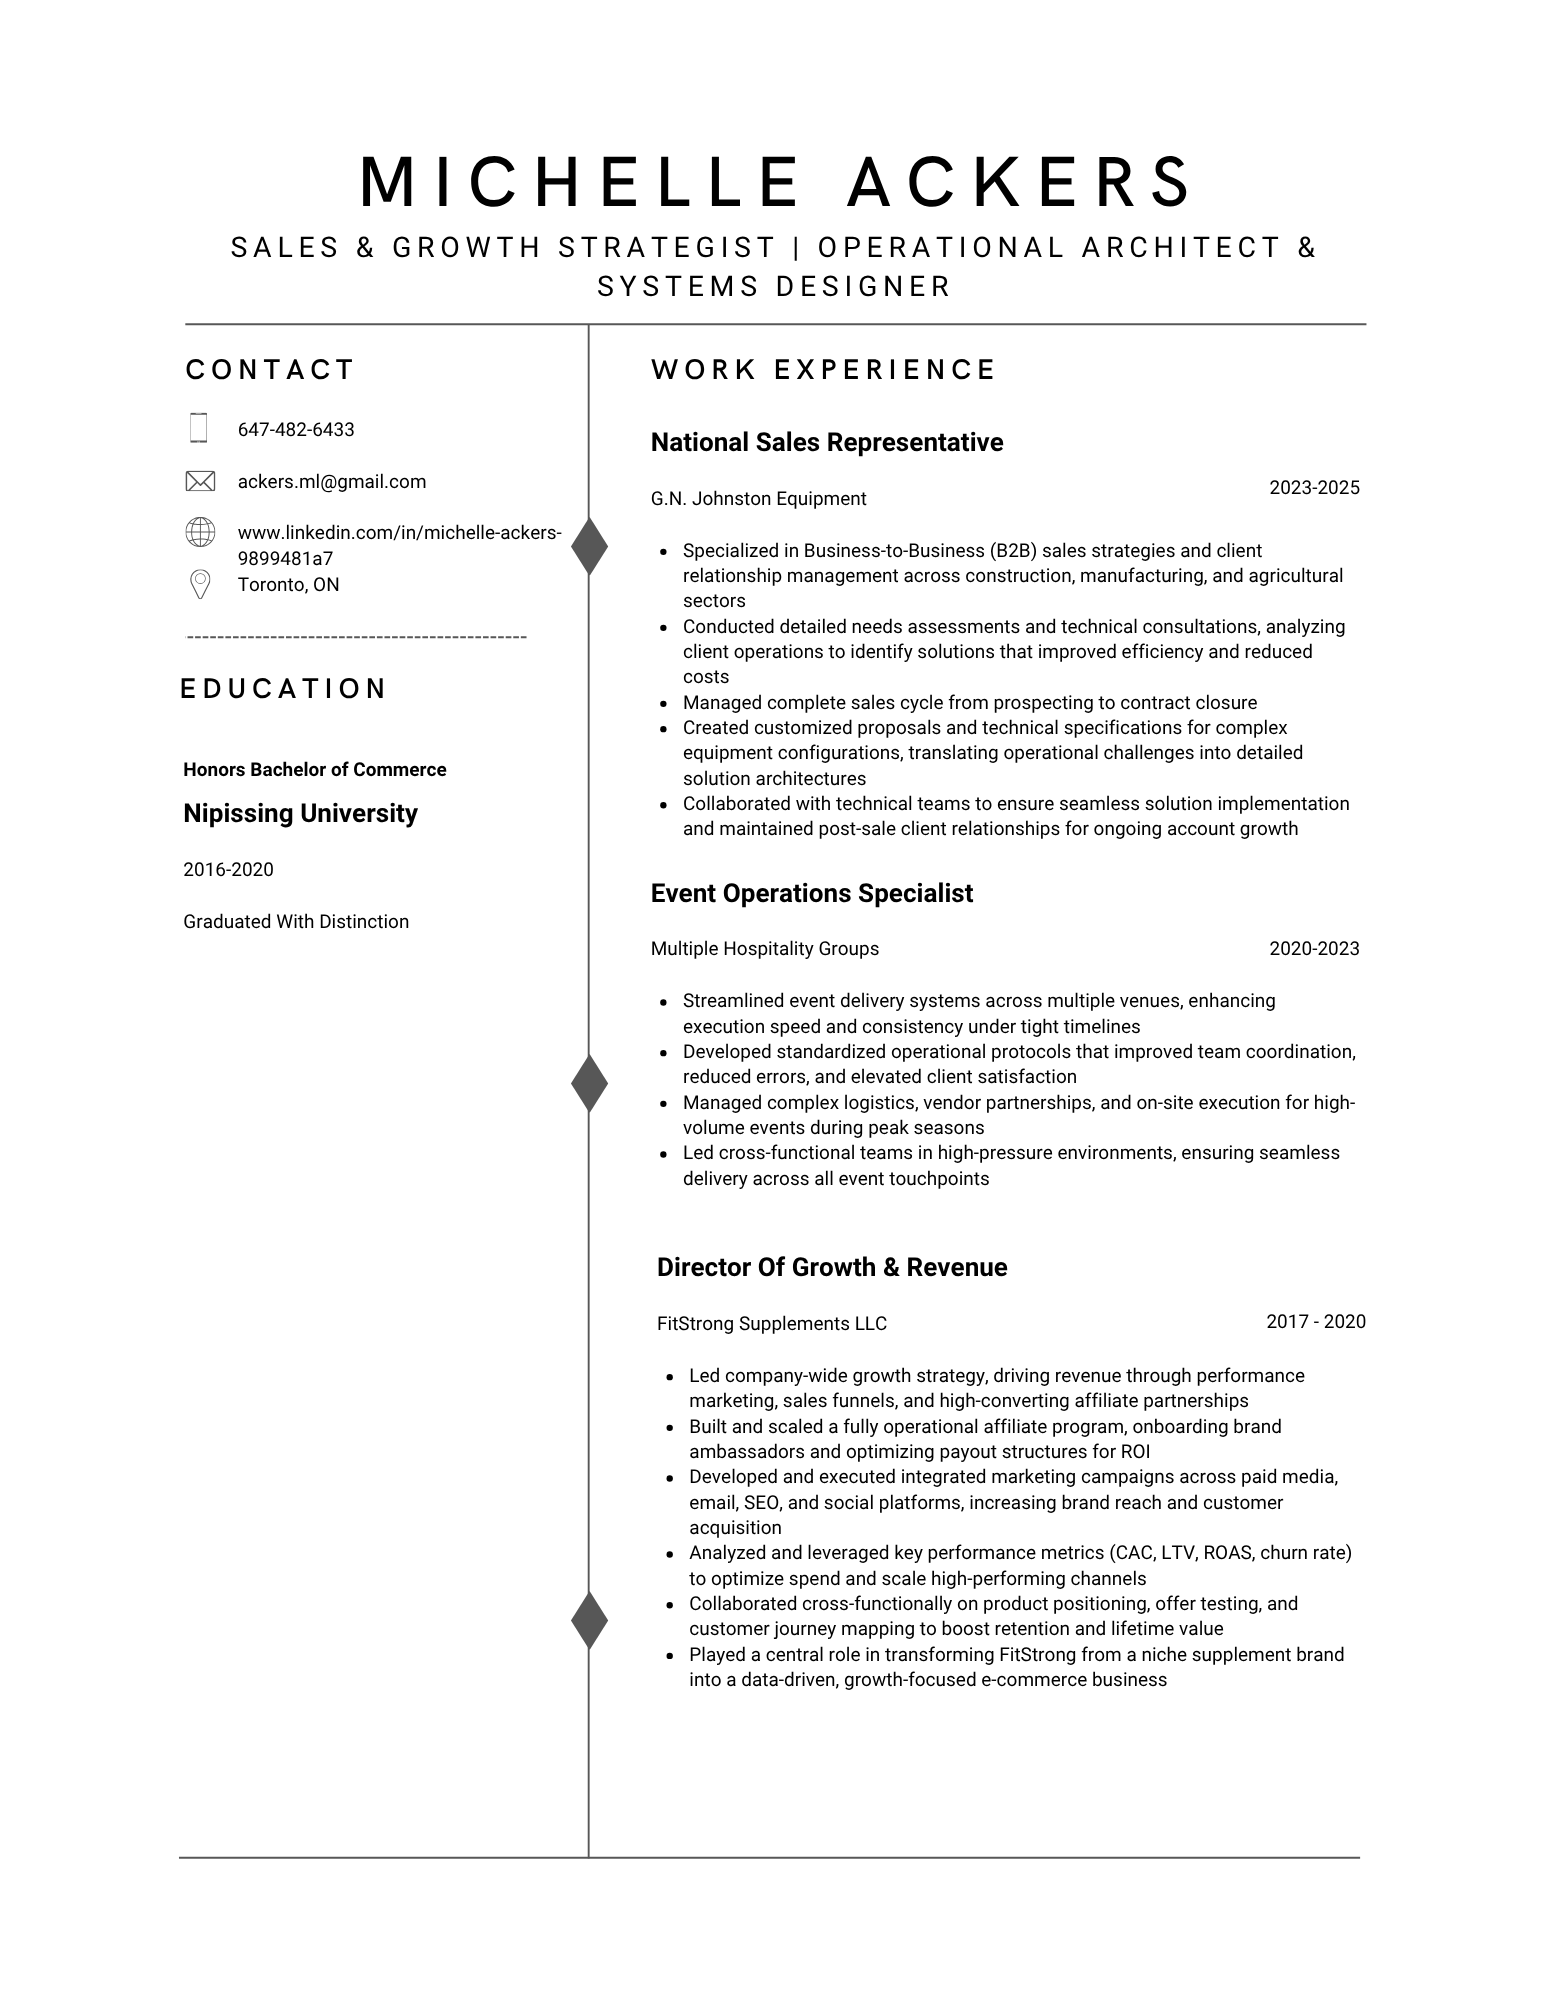 MICHELLE ACKERS
SALES & GROWTH STRATEGIST | OPERATIONAL ARCHITECT &
SYSTEMS DESIGNER
CONTACT
647-482-6433
ackers.ml@gmail.com
www.linkedin.com/in/michelle-ackers-
9899481a7
Toronto, ON
EDUCATION
Honors Bachelor of Commerce
Nipissing University
2016-2020
Graduated With Distinction
WORK EXPERIENCE
National Sales Representative
G.N. Johnston Equipment
2023-2025
• Specialized in Business-to-Business (B2B) sales strategies and client
relationship management across construction, manufacturing, and agricultural
sectors
• Conducted detailed needs assessments and technical consultations, analyzing
client operations to identify solutions that improved efficiency and reduced
costs
• Managed complete sales cycle from prospecting to contract closure
• Created customized proposals and technical specifications for complex
equipment configurations, translating operational challenges into detailed
solution architectures
• Collaborated with technical teams to ensure seamless solution implementation
and maintained post-sale client relationships for ongoing account growth
Event Operations Specialist
Multiple Hospitality Groups
2020-2023
• Streamlined event delivery systems across multiple venues, enhancing
execution speed and consistency under tight timelines
• Developed standardized operational protocols that improved team coordination,
reduced errors, and elevated client satisfaction
• Managed complex logistics, vendor partnerships, and on-site execution for high-
volume events during peak seasons
• Led cross-functional teams in high-pressure environments, ensuring seamless
delivery across all event touchpoints
Director Of Growth & Revenue
FitStrong Supplements LLC
2017 - 2020
• Led company-wide growth strategy, driving revenue through performance
marketing, sales funnels, and high-converting affiliate partnerships
• Built and scaled a fully operational affiliate program, onboarding brand
ambassadors and optimizing payout structures for ROI
• Developed and executed integrated marketing campaigns across paid media,
email, SEO, and social platforms, increasing brand reach and customer
acquisition
• Analyzed and leveraged key performance metrics (CAC, LTV, ROAS, churn rate)
to optimize spend and scale high-performing channels
• Collaborated cross-functionally on product positioning, offer testing, and
customer journey mapping to boost retention and lifetime value
• Played a central role in transforming FitStrong from a niche supplement brand
into a data-driven, growth-focused e-commerce business